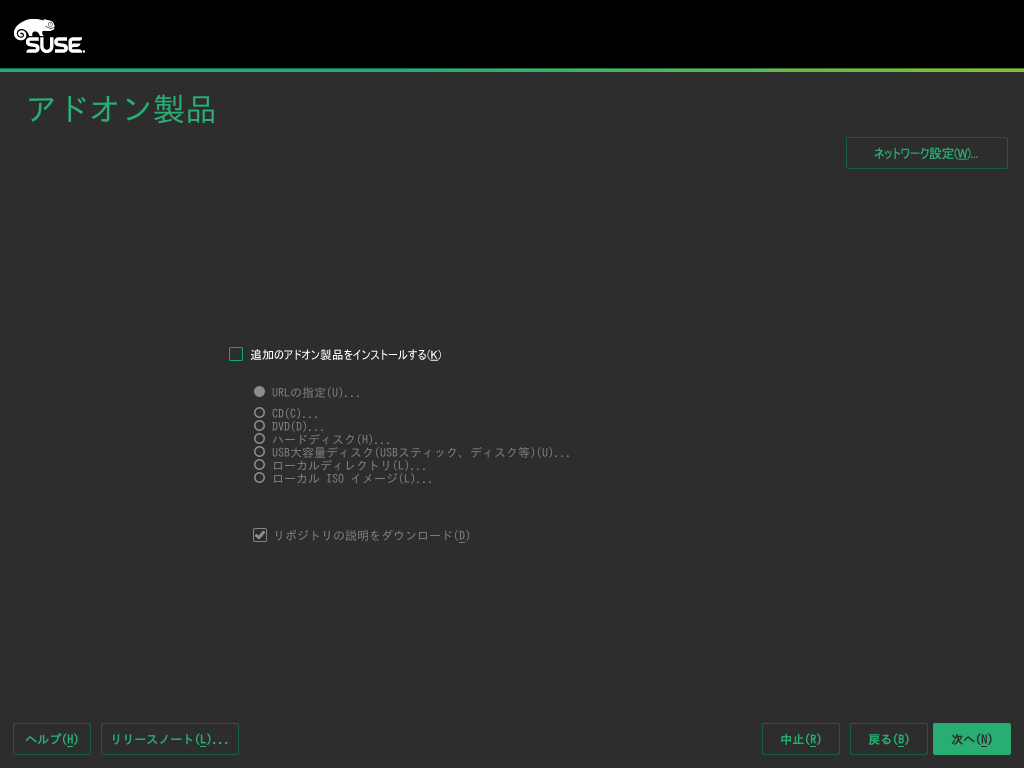 SUSE.
アドオン製品
ネットワーク設定(W)...
追加のアドオン製品をインストールする(K)
URLの指定(U)...
CD(C)...
DVD(D)...
ハードディスク(H)...
USB大容量ディスク(USBスティック、ディスク等)(U)...
ローカルディレクトリ(L)...
ローカル ISO イメージ(L)...
リポジトリの説明をダウンロード(D)
ヘルプ(H)
リリースノート(L)...
中止(R)
戻る(B)
次へ(N)